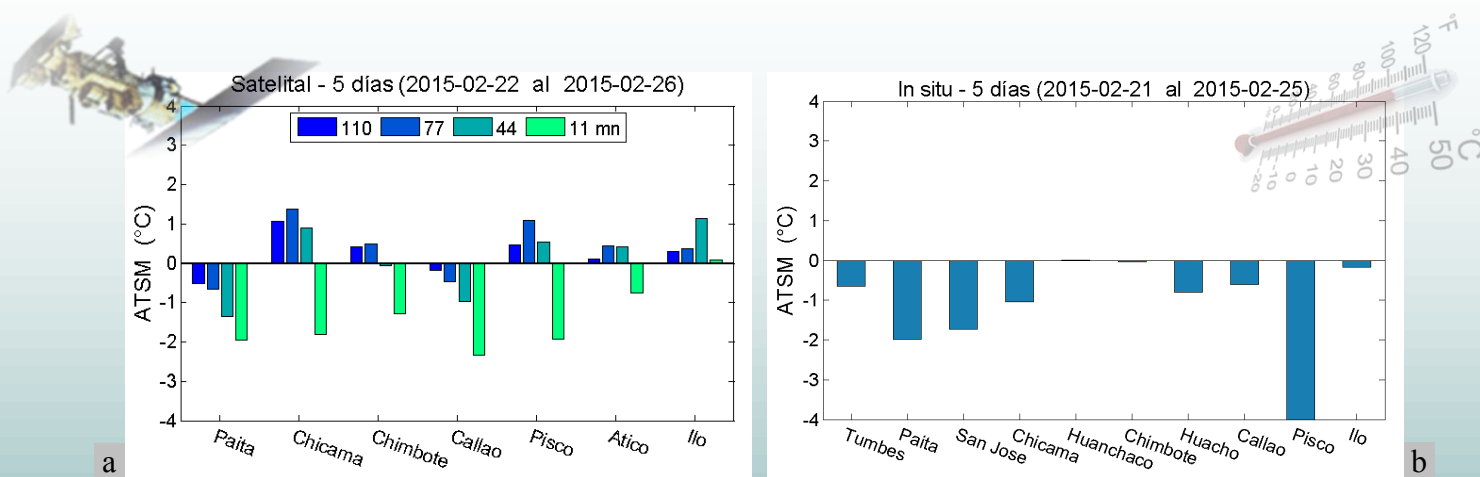 Satelital - 5 días (2015-02-22 al 2015-02-26)
110 77 44 11 mn
ATSM (°C)
4
3
2
1
0
-1
-2
-3
-4
Paita Chicama Chimbote Callao Pisco Atico Ilo
a
In situ - 5 días (2015-02-21 al 2015-02-25)
ATSM (°C)
4
3
2
1
0
-1
-2
-3
-4
Tumbes Paita San Jose Chicama Huanchaco Chimbote Huacho Callao Pisco Ilo
b
°F
120
100
80
60
40
°C
-20 -10 0 10 20 30 40 50